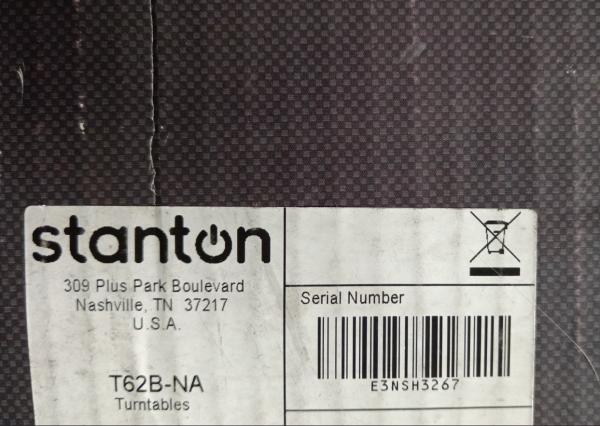 stanton
309 Plus Park Boulevard
Nashville, TN 37217
U.S.A.
T62B-NA
Turntables
Serial Number
E3NSH3267